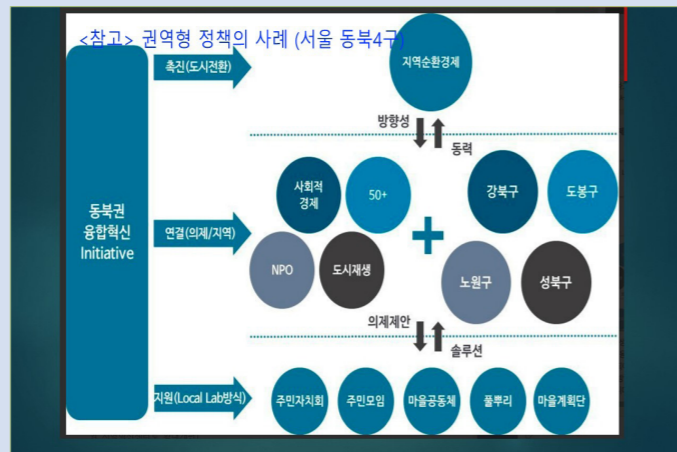 <참고> 권역형 정책의 사례 (서울 동북4구)
촉진(도시전환)
지역순환경제
방향성
동력
동북권
융합혁신
Initiative
연결(의제/지역)
사회적
경제
50+
NPO
도시재생
+
강북구
도봉구
노원구
성북구
의제제안
솔루션
지원(Local Lab방식)
주민자치회
주민모임
마을공동체
풀뿌리
마을계획단